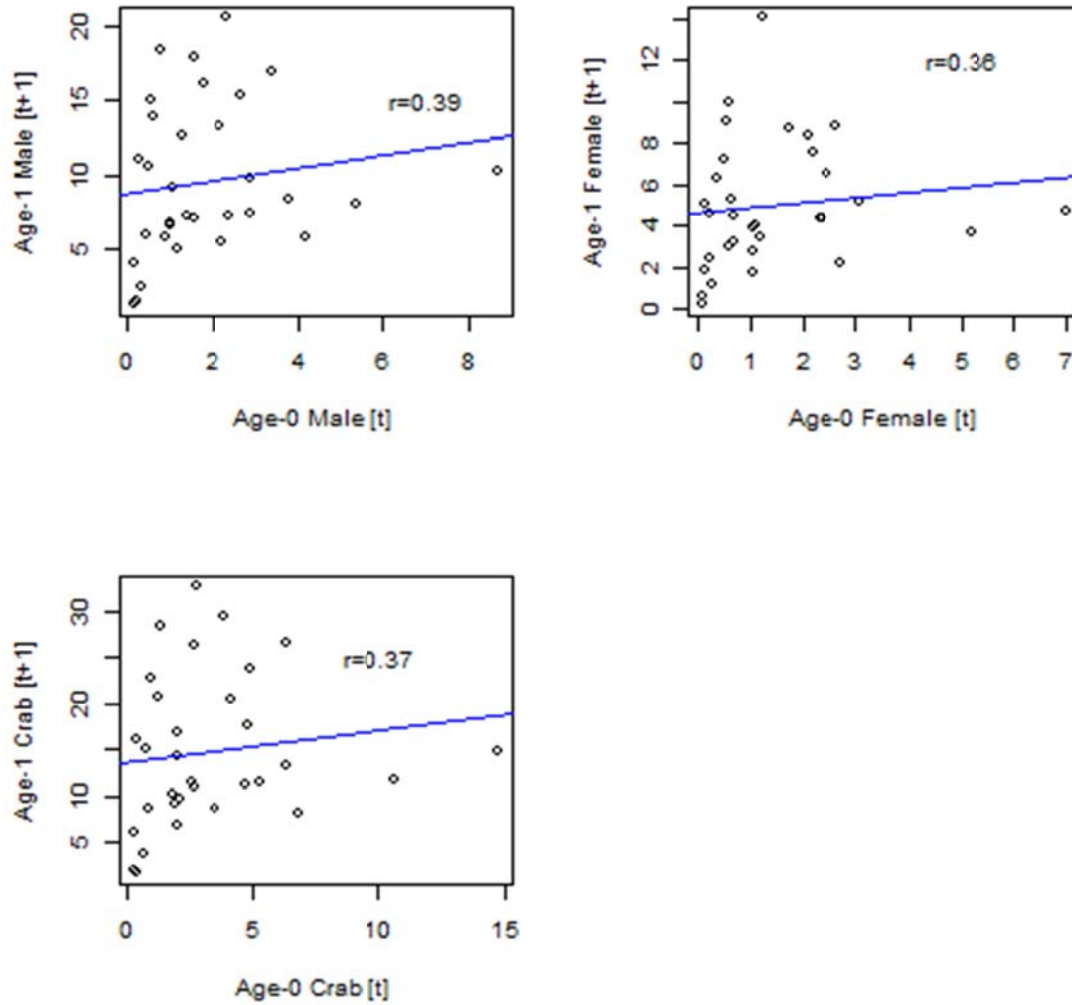 Age-1 Male [t+1]
20
15
10
5
r=0.39
0 2 4 6 8
Age-0 Male [t]
Age-1 Female [t+1]
12
8
6
4
2
0
r=0.36
0 1 2 3 4 5 6 7
Age-0 Female [t]
Age-1 Crab [t+1]
30
20
10
5
r=0.37
0 5 10 15
Age-0 Crab [t]